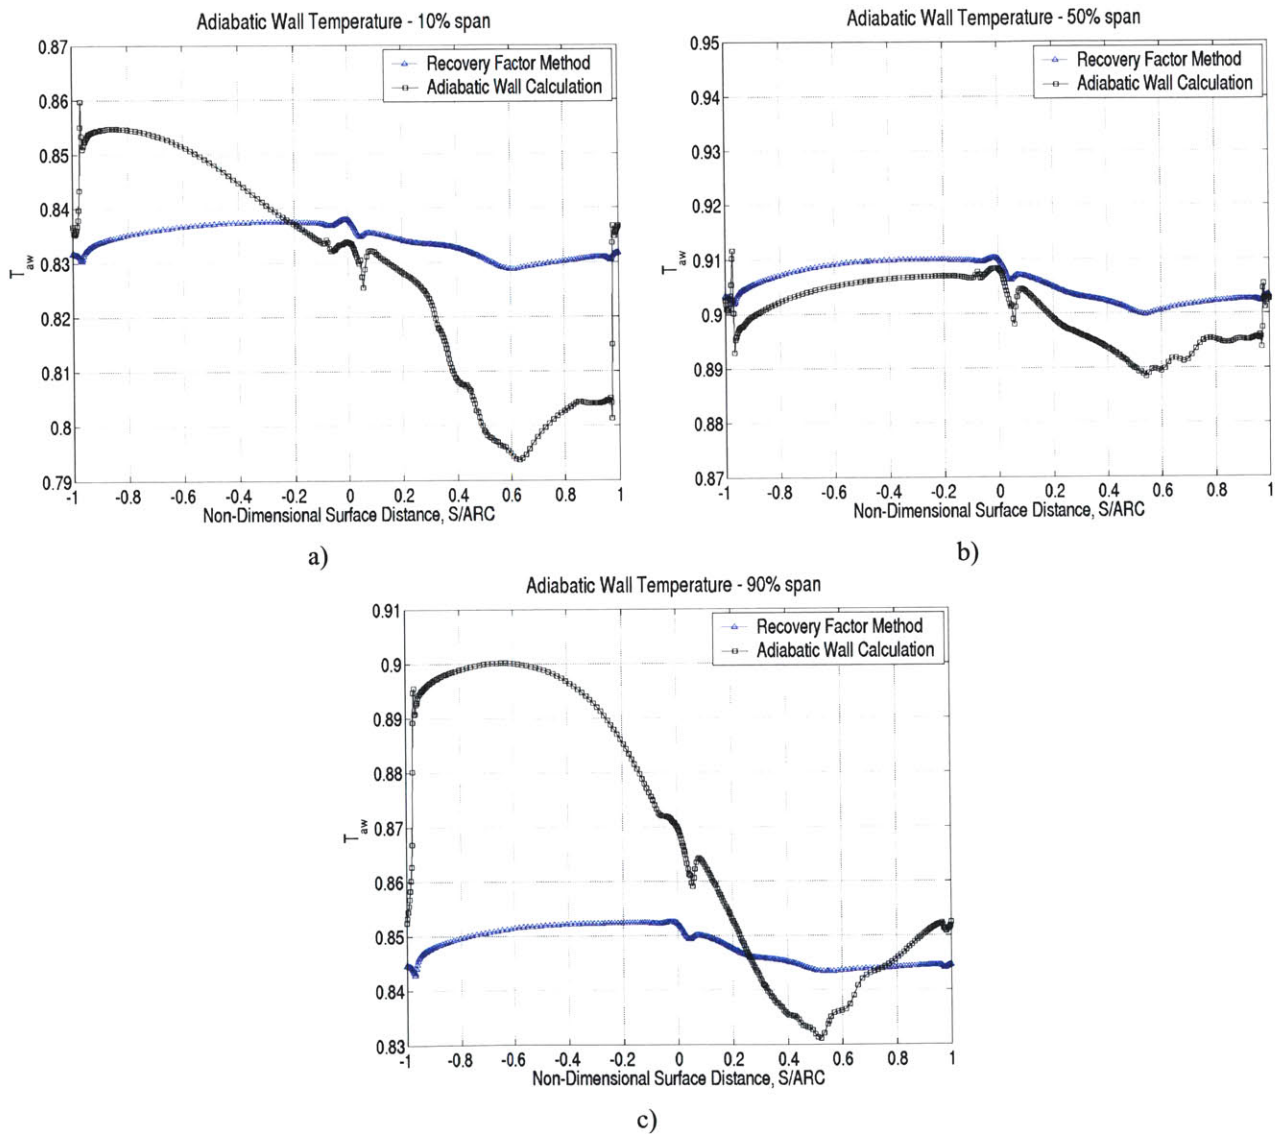 Adiabatic Wall Temperature - 10% span
Recovery Factor Method
Adiabatic Wall Calculation
0.87
0.86
0.85
0.84
0.83
0.82
0.81
0.8
0.79
T aw
-1 -0.8 -0.6 -0.4 -0.2 0 0.2 0.4 0.6 0.8 1
Non-Dimensional Surface Distance, S/ARC
a)
Adiabatic Wall Temperature - 50% span
Recovery Factor Method
Adiabatic Wall Calculation
0.95
0.94
0.93
0.92
0.91
0.9
0.89
0.88
0.87
T aw
-1 -0.8 -0.6 -0.4 -0.2 0 0.2 0.4 0.6 0.8 1
Non-Dimensional Surface Distance, S/ARC
b)
Adiabatic Wall Temperature - 90% span
Recovery Factor Method
Adiabatic Wall Calculation
0.91
0.9
0.89
0.88
0.87
0.86
0.85
0.84
0.83
T aw
-1 -0.8 -0.6 -0.4 -0.2 0 0.2 0.4 0.6 0.8 1
Non-Dimensional Surface Distance, S/ARC
c)